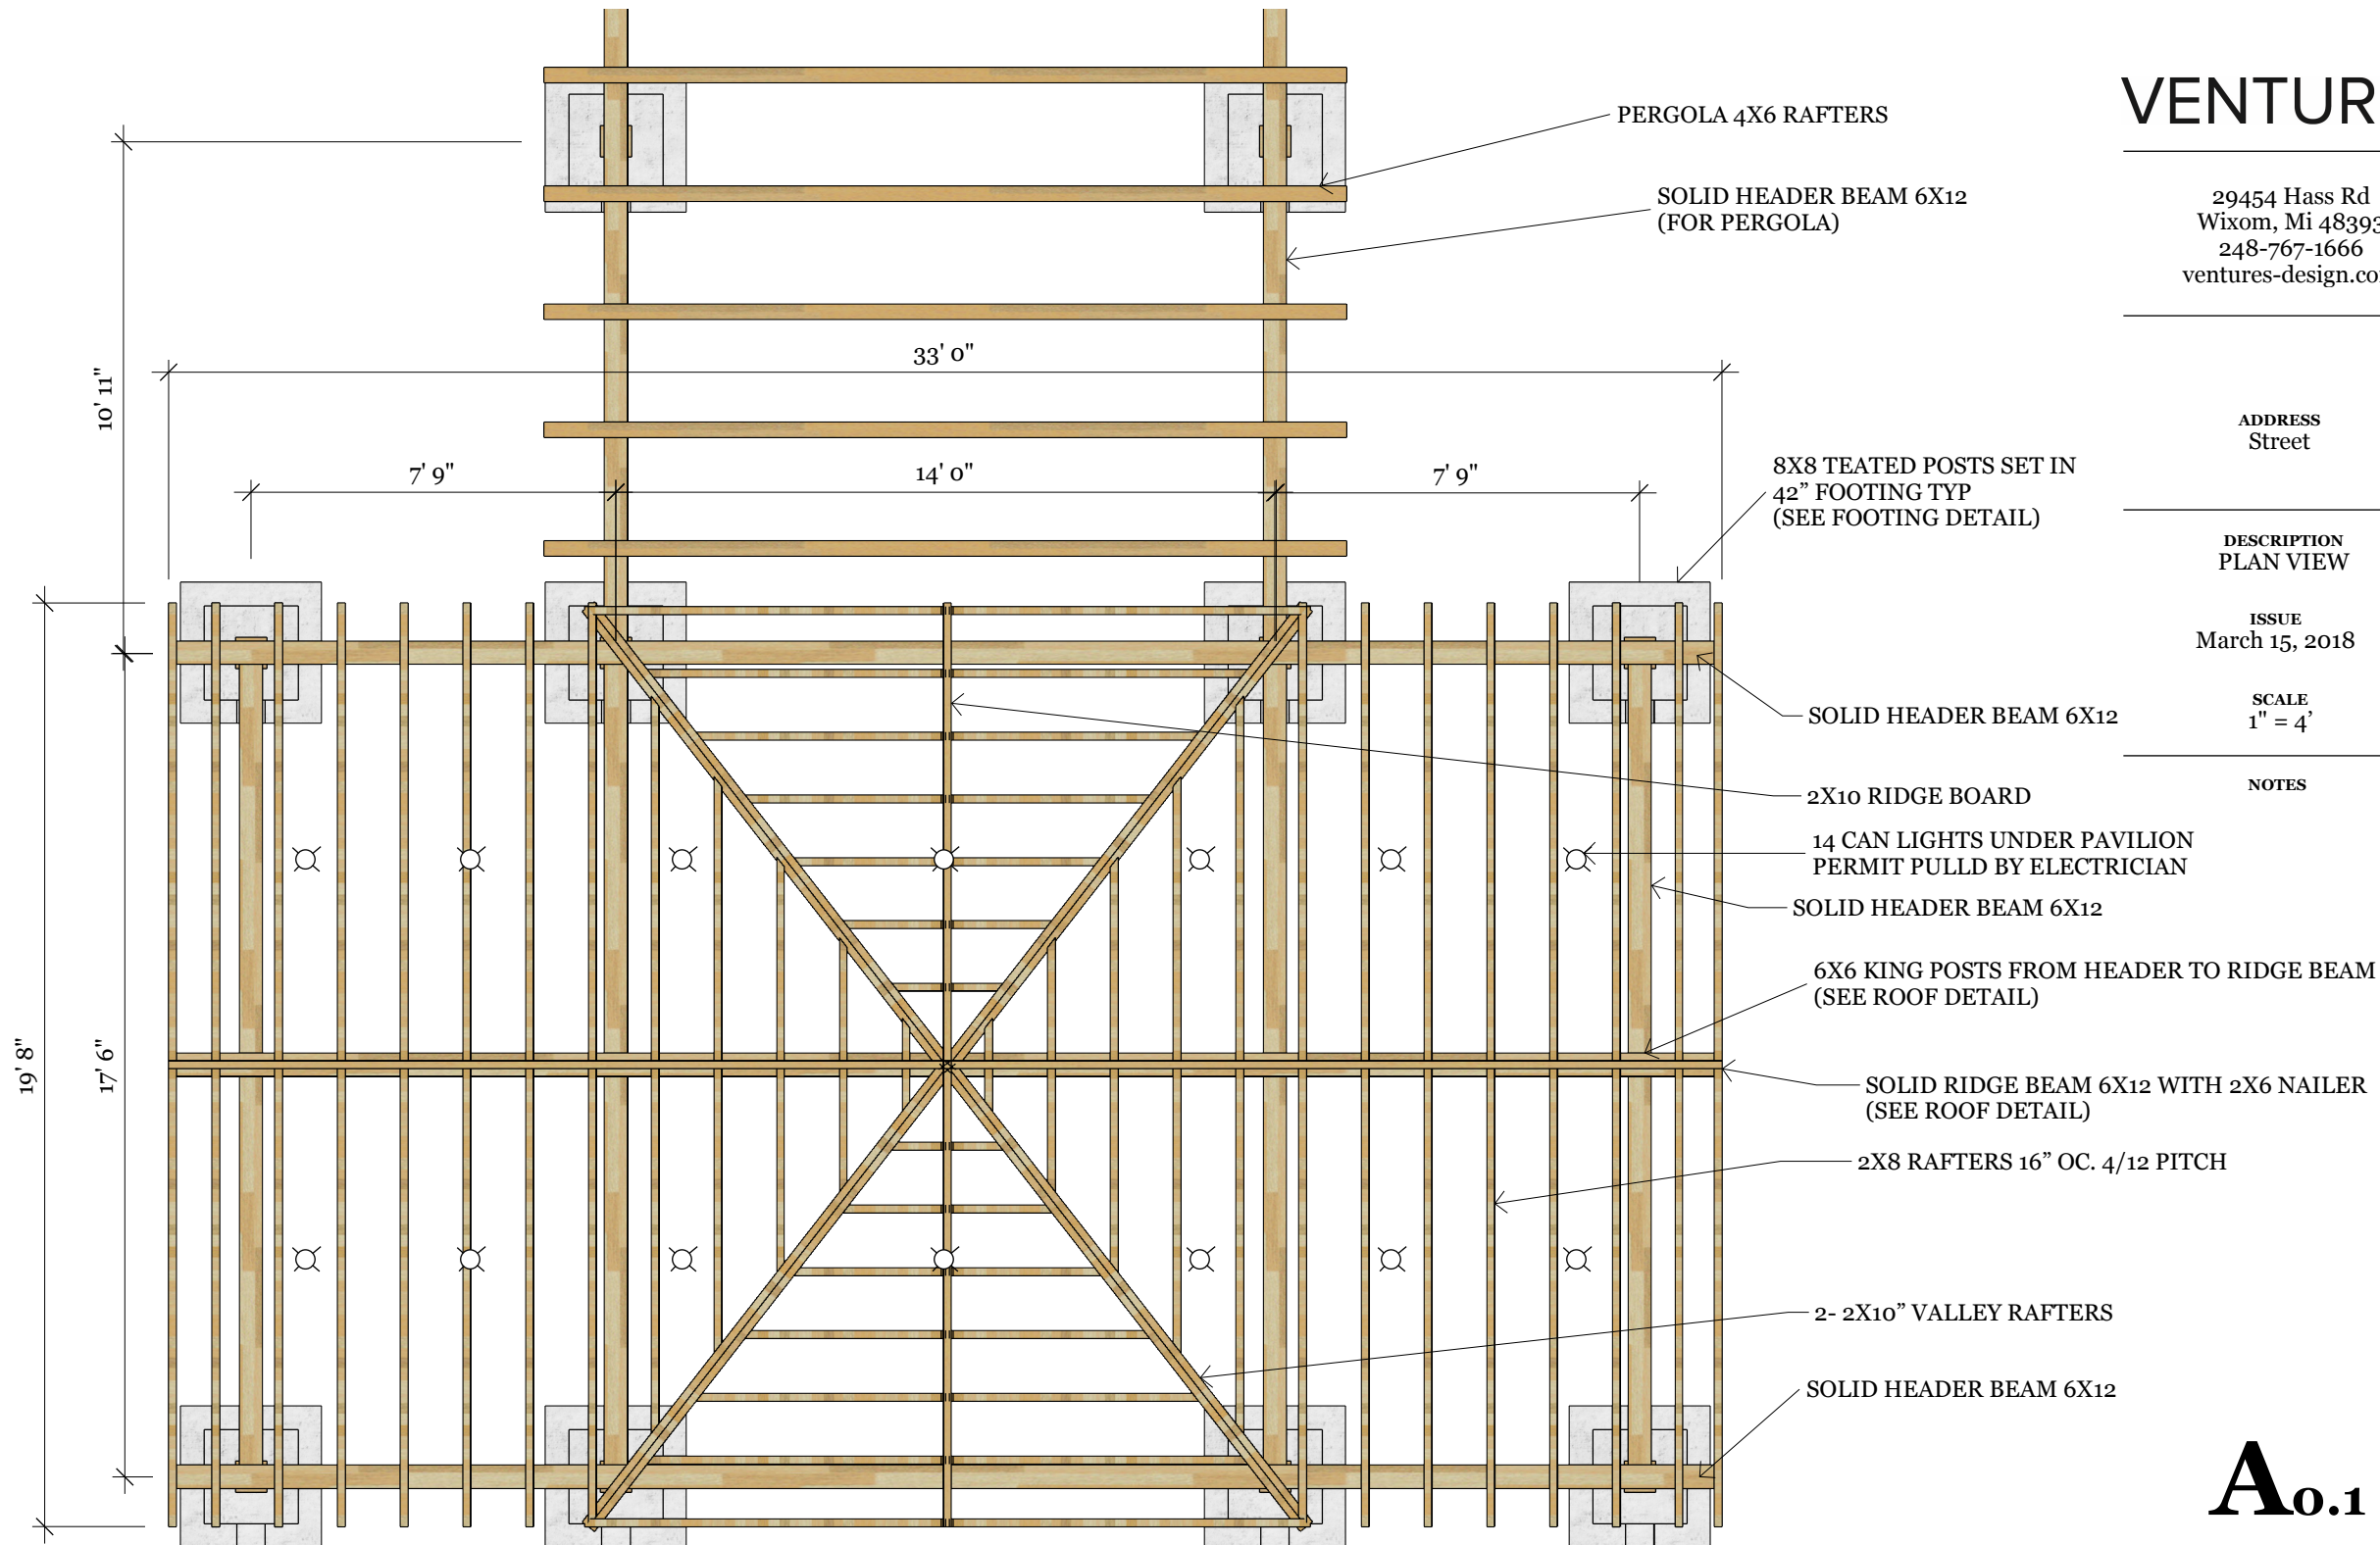 PERGOLA 4X6 RAFTERS
SOLID HEADER BEAM 6X12
(FOR PERGOLA)
33' 0"
10' 11"
7' 9"
14' 0"
7' 9"
8X8 TEATED POSTS SET IN
42” FOOTING TYP
(SEE FOOTING DETAIL)
SOLID HEADER BEAM 6X12
2X10 RIDGE BOARD
14 CAN LIGHTS UNDER PAVILION
PERMIT PULLD BY ELECTRICIAN
SOLID HEADER BEAM 6X12
6X6 KING POSTS FROM HEADER TO RIDGE BEAM
(SEE ROOF DETAIL)
19' 8"
17' 6"
SOLID RIDGE BEAM 6X12 WITH 2X6 NAILER
(SEE ROOF DETAIL)
2X8 RAFTERS 16” OC. 4/12 PITCH
2- 2X10” VALLEY RAFTERS
SOLID HEADER BEAM 6X12
VENTUR
29454 Hass Rd
Wixom, Mi 48393
248-767-1666
ventures-design.co
ADDRESS
Street
DESCRIPTION
PLAN VIEW
ISSUE
March 15, 2018
SCALE
1" = 4’
NOTES
A0.1